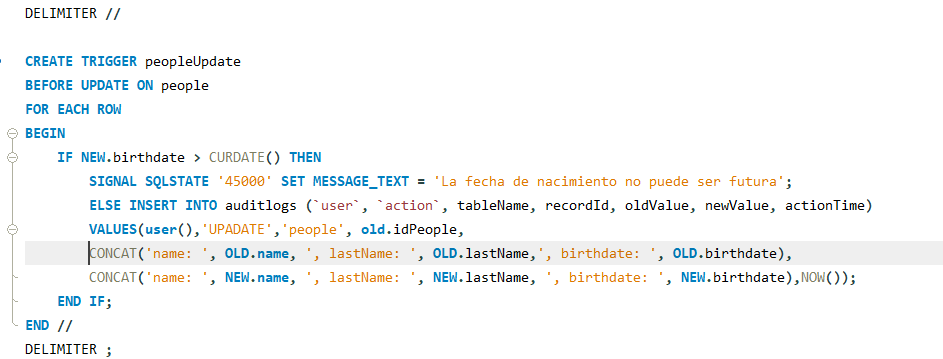 DELIMITER //
CREATE TRIGGER peopleUpdate
BEFORE UPDATE ON people
FOR EACH ROW
BEGIN
IF NEW.birthdate > CURDATE() THEN
SIGNAL SQLSTATE '45000' SET MESSAGE_TEXT = 'La fecha de nacimiento no puede ser futura';
ELSE INSERT INTO auditlogs (`user`, `action`, tableName, recordId, oldValue, newValue, actionTime)
VALUES(user(),'UPADATE','people', old.idPeople,
CONCAT('name: ', OLD.name, ', lastName: ', OLD.lastName,', birthdate: ', OLD.birthdate),
CONCAT('name: ', NEW.name, ', lastName: ', NEW.lastName, ', birthdate: ', NEW.birthdate),NOW());
END IF;
END //
DELIMITER ;